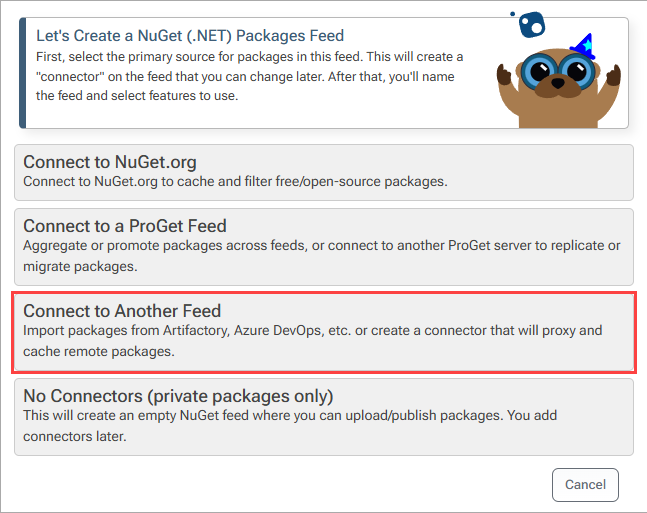 Let's Create a NuGet (.NET) Packages Feed
First, select the primary source for packages in this feed. This will create a
"connector" on the feed that you can change later. After that, you'll name
the feed and select features to use.
Connect to NuGet.org
Connect to NuGet.org to cache and filter free/open-source packages.
Connect to a ProGet Feed
Aggregate or promote packages across feeds, or connect to another ProGet server to replicate or
migrate packages.
Connect to Another Feed
Import packages from Artifactory, Azure DevOps, etc. or create a connector that will proxy and
cache remote packages.
No Connectors (private packages only)
This will create an empty NuGet feed where you can upload/publish packages. You add
connectors later.
Cancel